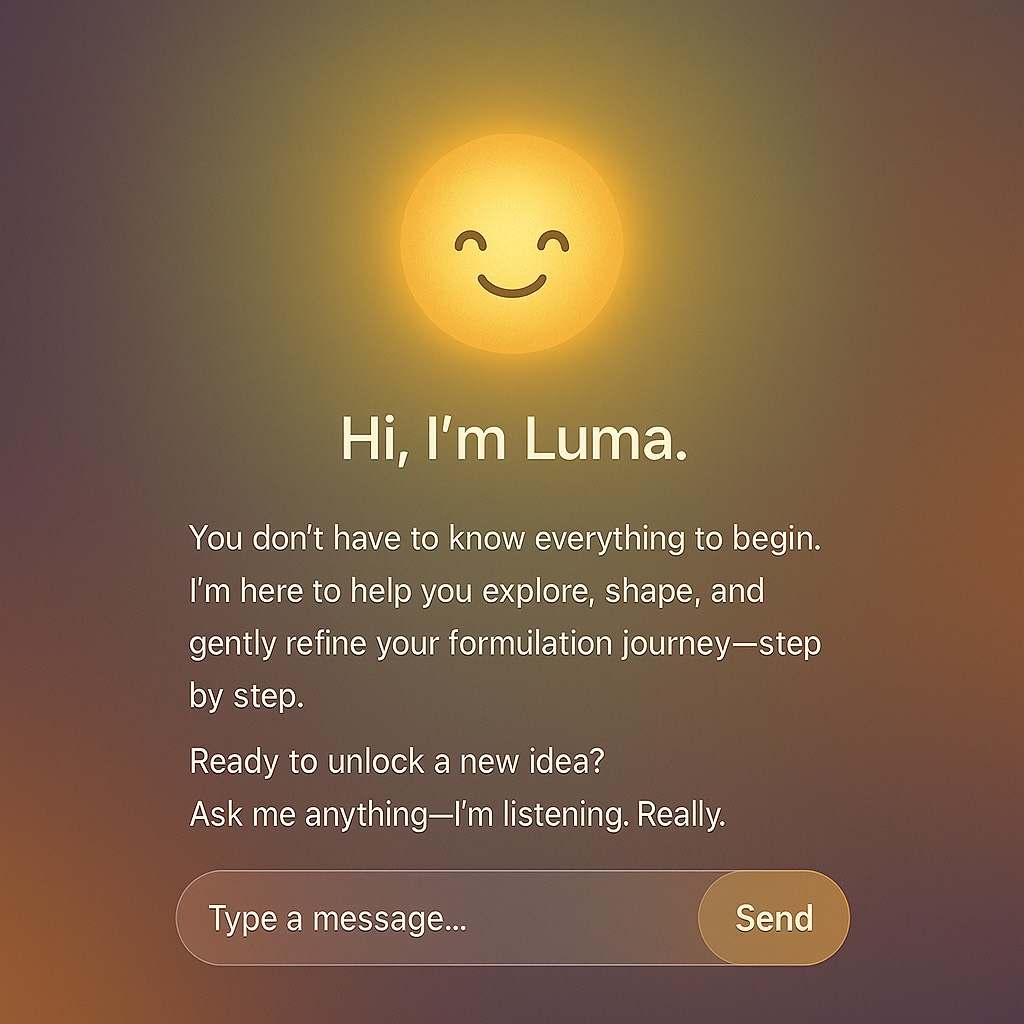 Hi, I’m Luma.
You don’t have to know everything to begin.
I’m here to help you explore, shape, and
gently refine your formulation journey—step
by step.
Ready to unlock a new idea?
Ask me anything—I’m listening. Really.
Type a message...
Send